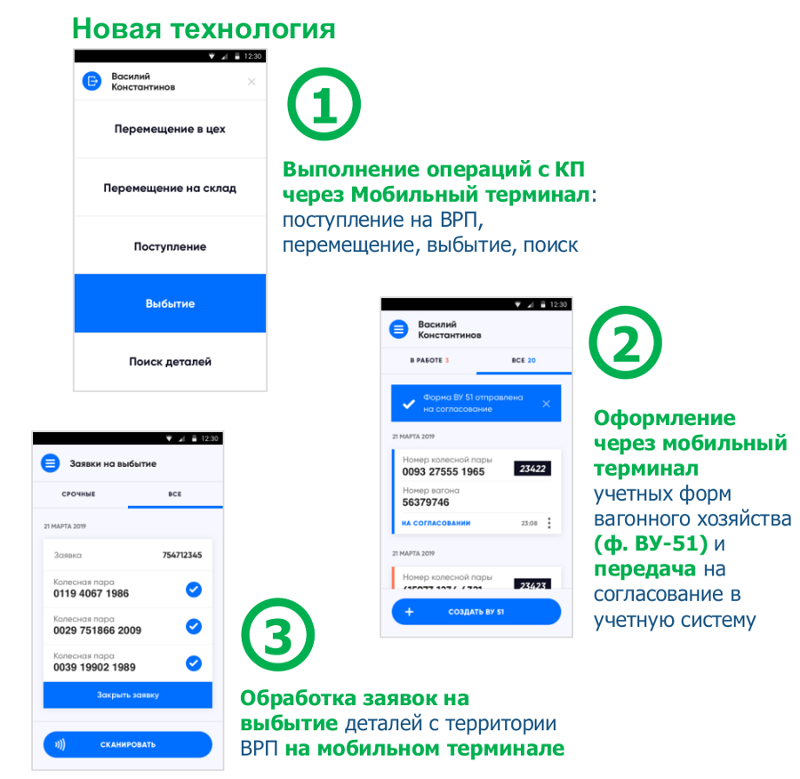 Новая технология
12:30
Василий
Константинов
Перемещение в цех
Перемещение на склад
Поступление
Выбытие
Поиск деталей
1
Выполнение операций с КП
через Мобильный терминал:
поступление на ВРП,
перемещение, выбытие, поиск
12:30
Василий
Константинов
В РАБОТЕ 3
ВСЕ 20
Форма ВУ 51 отправлена
на согласование
21 МАРТА 2019
Номер колесной пары
0093 27555 1965
23422
Номер вагона
56379746
НА СОГЛАСОВАНИИ
23:08
21 МАРТА 2019
Номер колесной пары
23423
+ СОЗДАТЬ ВУ 51
2
Оформление
через мобильный
терминал
учетных форм
вагонного хозяйства
(ф. ВУ-51) и
передача на
согласование в
учетную систему
12:30
Заявки на выбытие
СРОЧНЫЕ
ВСЕ
21 МАРТА 2019
Заявка
754712345
Колесная пара
0119 4067 1986
Колесная пара
0029 751866 2009
Колесная пара
0039 19902 1989
Закрыть заявку
СКАНИРОВАТЬ
3
Обработка заявок на
выбытие деталей с территории
ВРП на мобильном терминале